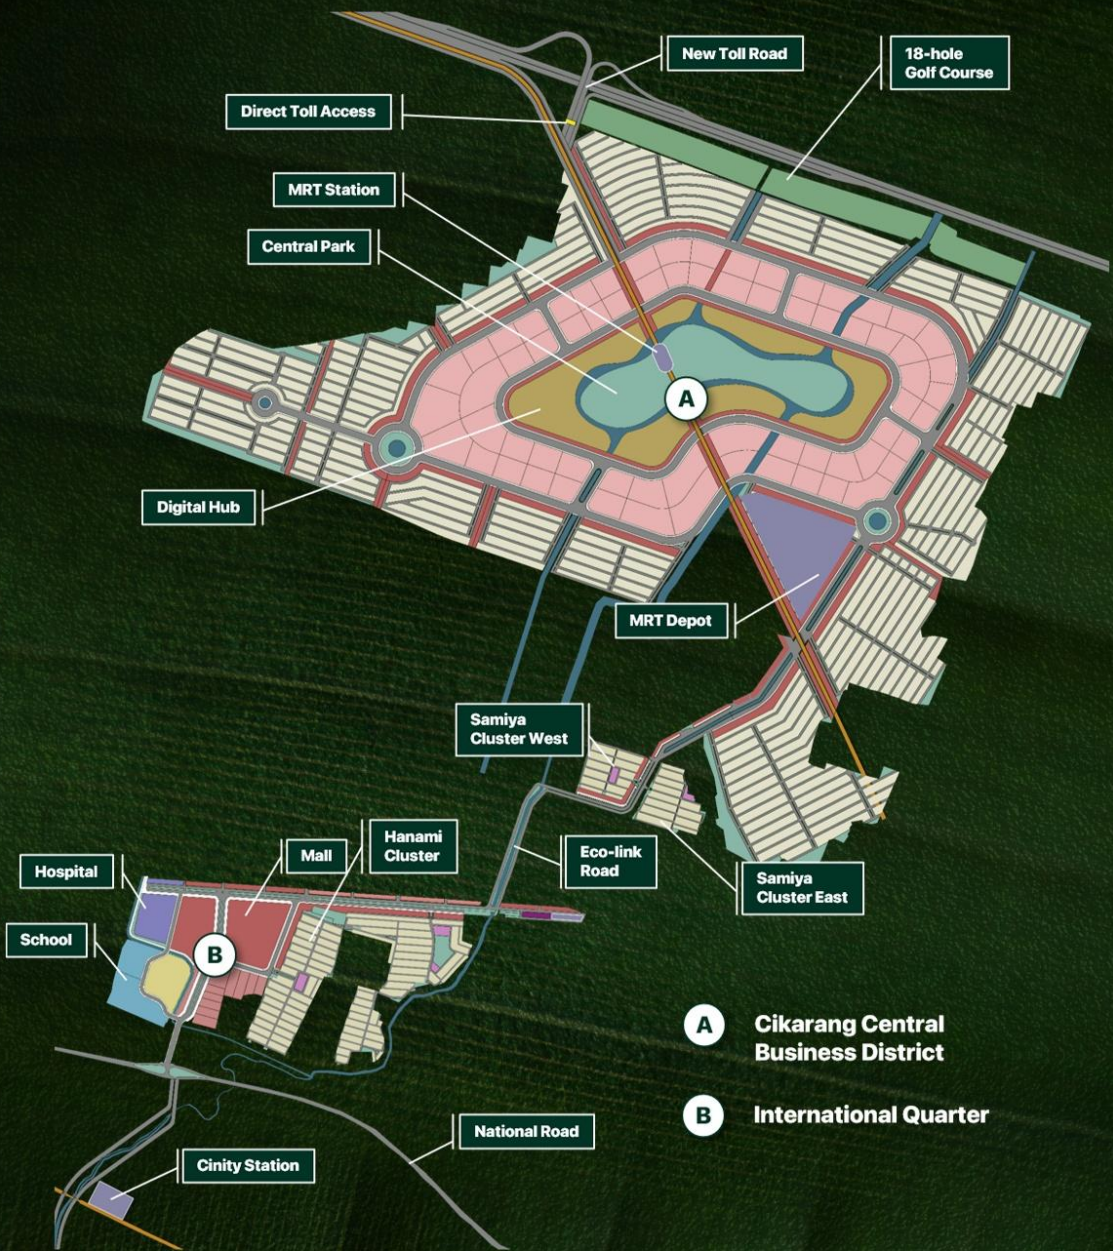 New Toll Road
18-hole
Golf Course
Direct Toll Access
MRT Station
Central Park
A
Digital Hub
MRT Depot
Samiya
Cluster West
Hanami
Cluster
Mall
Eco-link
Road
Hospital
Samiya
Cluster East
School
B
A
Cikarang Central
Business District
B
International Quarter
National Road
Cinity Station